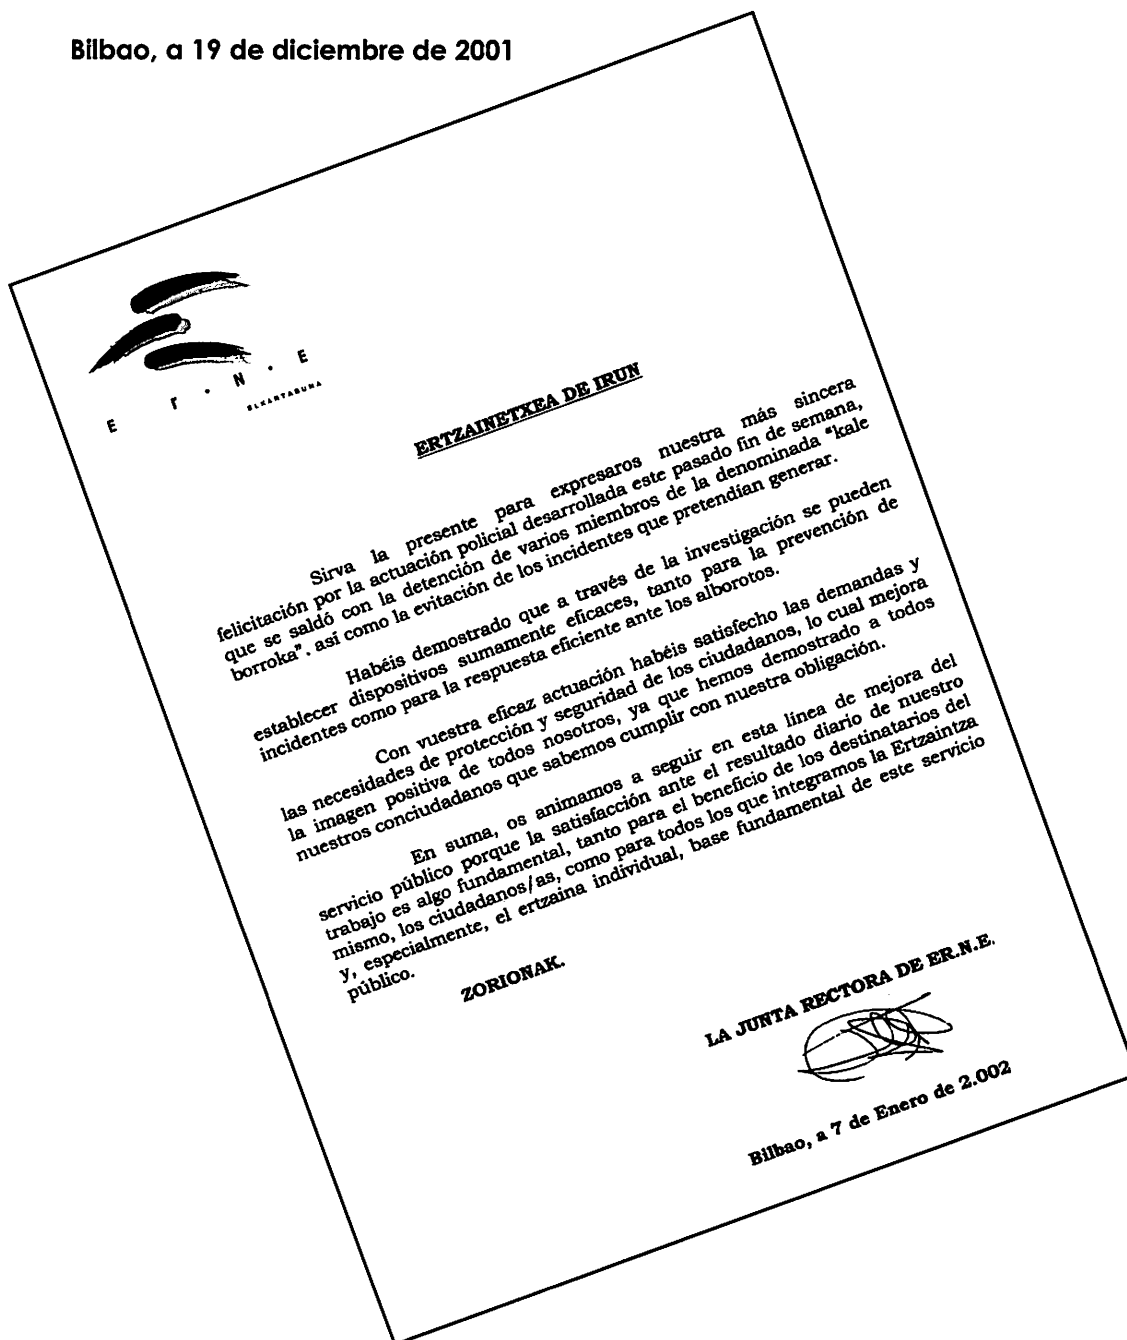 Bilbao, a 19 de diciembre de 2001
Er.N.E
ELKARTASUNA
ERTZAINETXEA DE IRUN
Sirva la presente para expresaros nuestra más sincera
felicitación por la actuación policial desarrollada este pasado fin de semana,
que se saldó con la detención de varios miembros de la denominada "kale
borroka". así como la evitación de los incidentes que pretendían generar.
Habéis demostrado que a través de la investigación se pueden
establecer dispositivos sumamente eficaces, tanto para la prevención de
incidentes como para la respuesta eficiente ante los alborotos.
Con vuestra eficaz actuación habéis satisfecho las demandas y
las necesidades de protección y seguridad de los ciudadanos, lo cual mejora
la imagen positiva de todos nosotros, ya que hemos demostrado a todos
nuestros conciudadanos que sabemos cumplir con nuestra obligación.
En suma, os animamos a seguir en esta línea de mejora del
servicio público porque la satisfacción ante el resultado diario de nuestro
trabajo es algo fundamental, tanto para el beneficio de los destinatarios del
mismo, los ciudadanos/as, como para todos los que integramos la Ertzaintza
y, especialmente, el ertzaina individual, base fundamental de este servicio
público.
ZORIONAK.
LA JUNTA RECTORA DE ER.N.E.
Bilbao, a 7 de Enero de 2.002